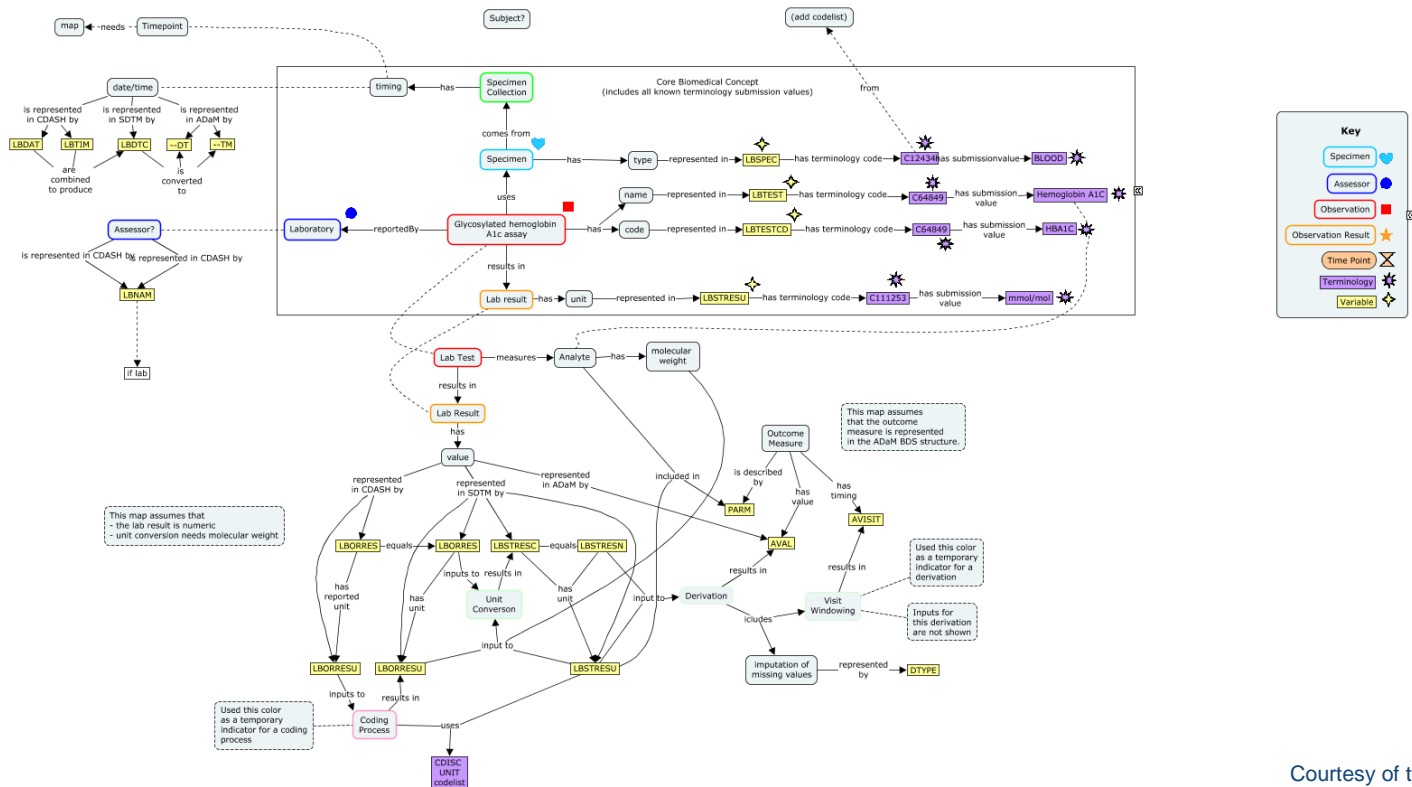 map
needs
Timepoint
Subject?
(add codelist)
date/time
timing
has
Specimen
Collection
Core Biomedical Concept
(includes all known terminology submission values)
from
is represented
in CDASH by
is represented
in SDTM by
is represented
in ADaM by
LBDAT
LBTIM
LBDTC
--DT
--TM
are
combined
to produce
is
converted
to
comes from
Specimen
has
type
represented in
LBSPEC
has terminology code
C12434
has submissionvalue
BLOOD
uses
name
represented in
LBTEST
has terminology code
C64849
has submission
value
Hemoglobin A1C
Assessor?
Laboratory
reportedBy
Glycosylated hemoglobin
A1c assay
has
code
represented in
LBTESTCD
has terminology code
C64849
has submission
value
HBA1C
is represented in CDASH by
is represented in CDASH by
LBNAM
if lab
results in
Lab result
has
unit
represented in
LBSTRESU
has terminology code
C111253
has submission
value
mmol/mol
Key
Specimen
Assessor
Observation
Observation Result
Time Point
Terminology
Variable
Lab Test
measures
Analyte
has
molecular
weight
results in
Lab Result
has
value
This map assumes
that the outcome
measure is represented
in the ADaM BDS structure.
Outcome
Measure
represented
in CDASH by
represented
in SDTM by
represented
in ADaM by
included in
is described
by
has
value
has
timing
PARM
AVISIT
AVAL
This map assumes that
- the lab result is numeric
- unit conversion needs molecular weight
LBORRES
equals
LBORRES
LBSTRESC
equals
LBSTRESN
inputs to
results in
Unit
Converson
has
reported
unit
has
unit
has
unit
input to
Derivation
results in
results in
Visit
Windowing
Used this color
as a temporary
indicator for a
derivation
Inputs for
this derivation
are not shown
icludes
input to
LBORRESU
LBORRESU
LBSTRESU
imputation of
missing values
represented
by
DTYPE
inputs to
results in
Used this color
as a temporary
indicator for a coding
process
Coding
Process
uses
CDISC
UNIT
codelist
Courtesy of t